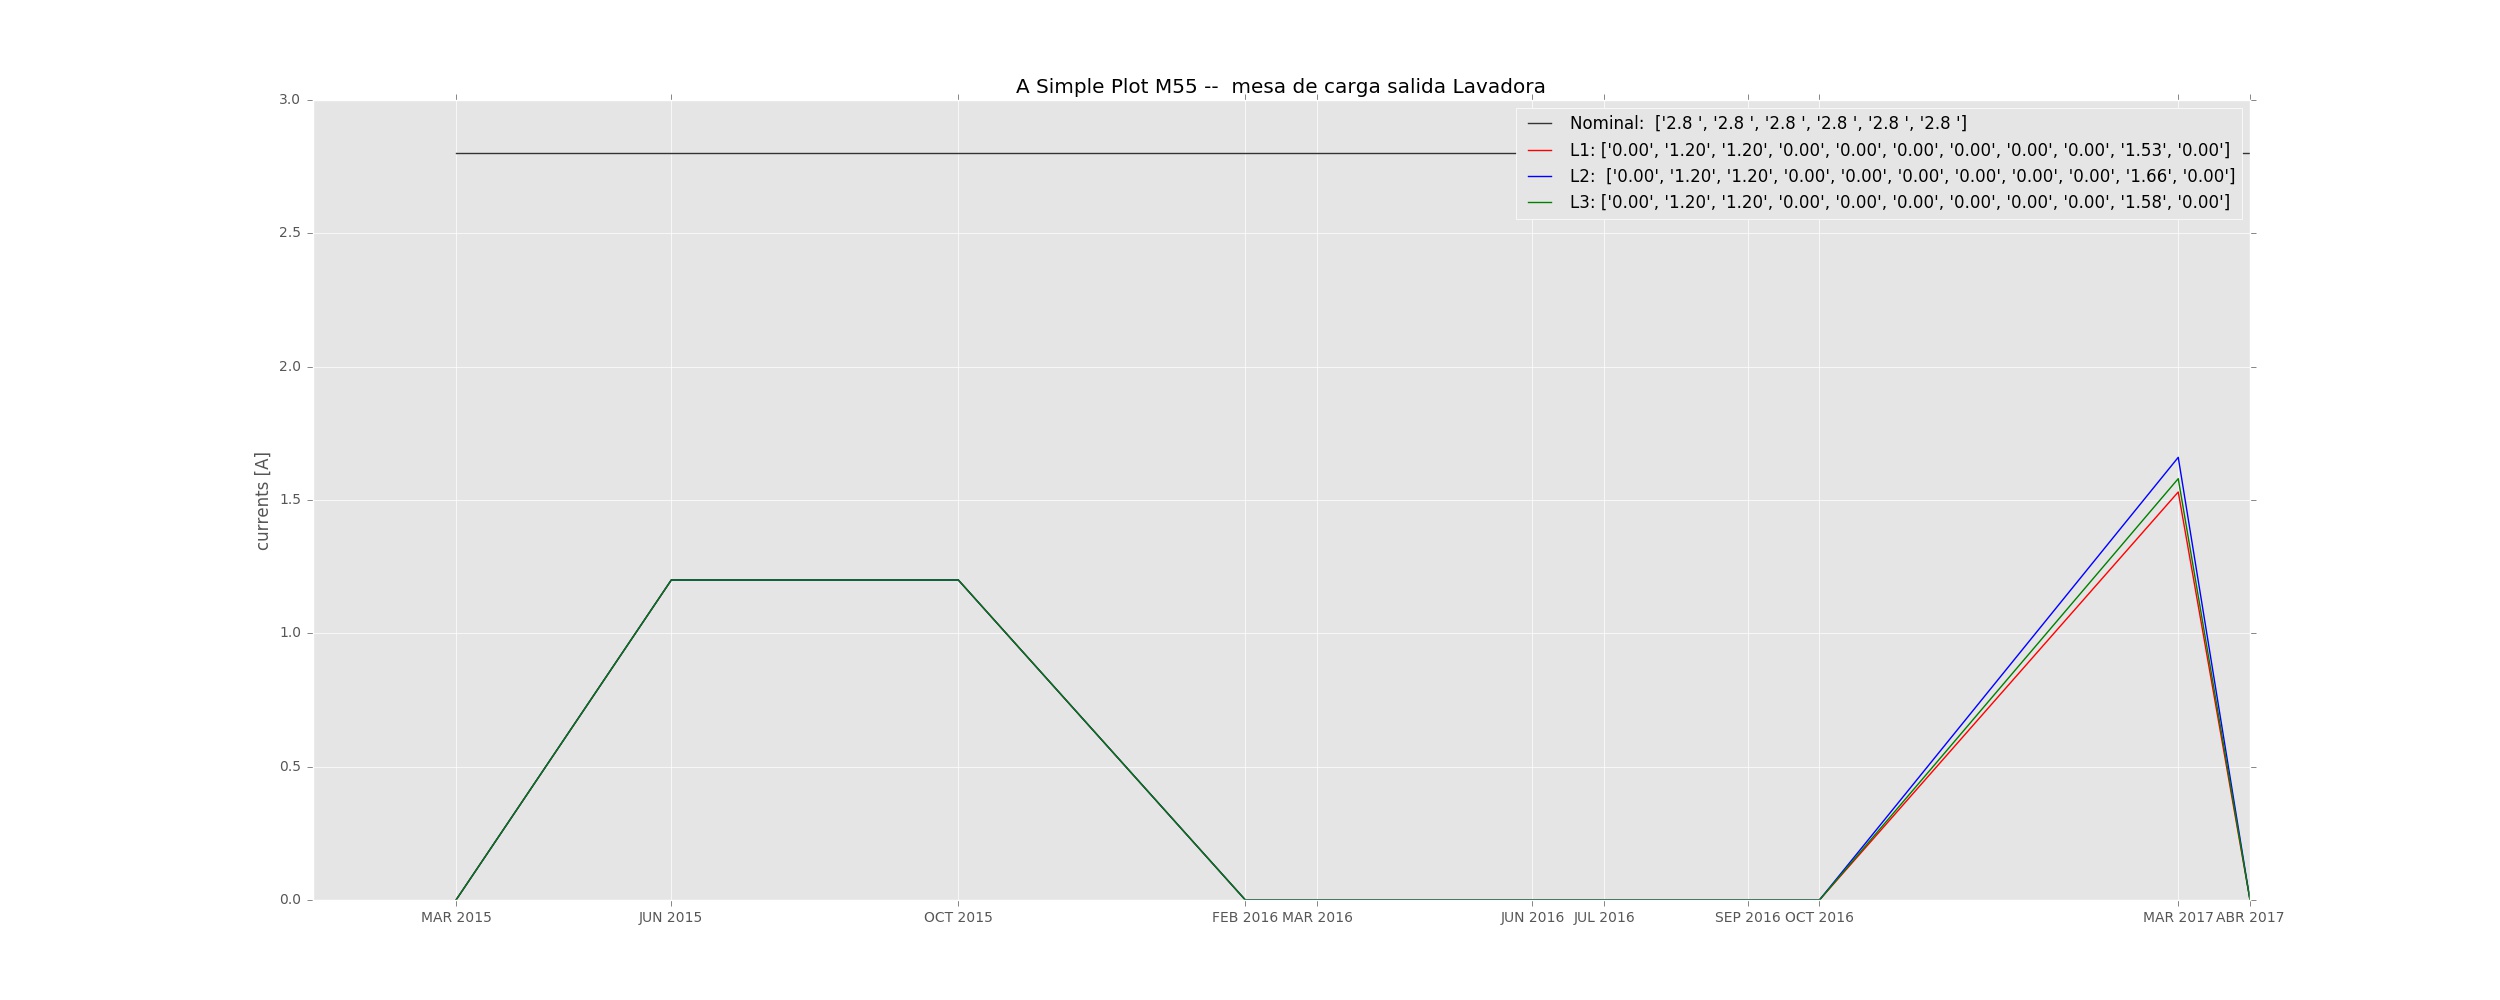 A Simple Plot M55 --  mesa de carga salida Lavadora
Nominal:  ['2.8 ', '2.8 ', '2.8 ', '2.8 ', '2.8 ', '2.8 ']
L1: ['0.00', '1.20', '1.20', '0.00', '0.00', '0.00', '0.00', '0.00', '0.00', '1.53', '0.00']
L2:  ['0.00', '1.20', '1.20', '0.00', '0.00', '0.00', '0.00', '0.00', '0.00', '1.66', '0.00']
L3: ['0.00', '1.20', '1.20', '0.00', '0.00', '0.00', '0.00', '0.00', '0.00', '1.58', '0.00']
currents [A]
3.0
2.5
2.0
1.5
1.0
0.5
0.0
MAR 2015 JUN 2015 OCT 2015 FEB 2016 MAR 2016 JUN 2016 JUL 2016 SEP 2016 OCT 2016 MAR 2017 ABR 2017